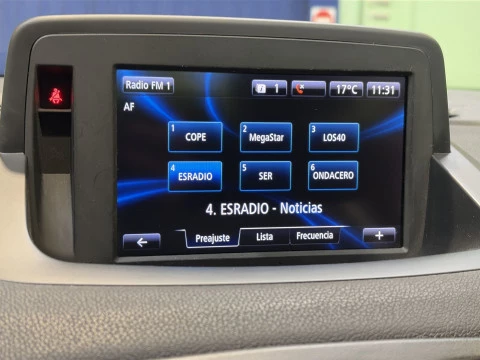 Radio FM 1
1
17°C
11:31
AF
1 COPE
2 MegaStar
3 LOS40
4 ESRADIO
5 SER
6 ONDACERO
4. ESRADIO - Noticias
Preajuste
Lista
Frecuencia
+